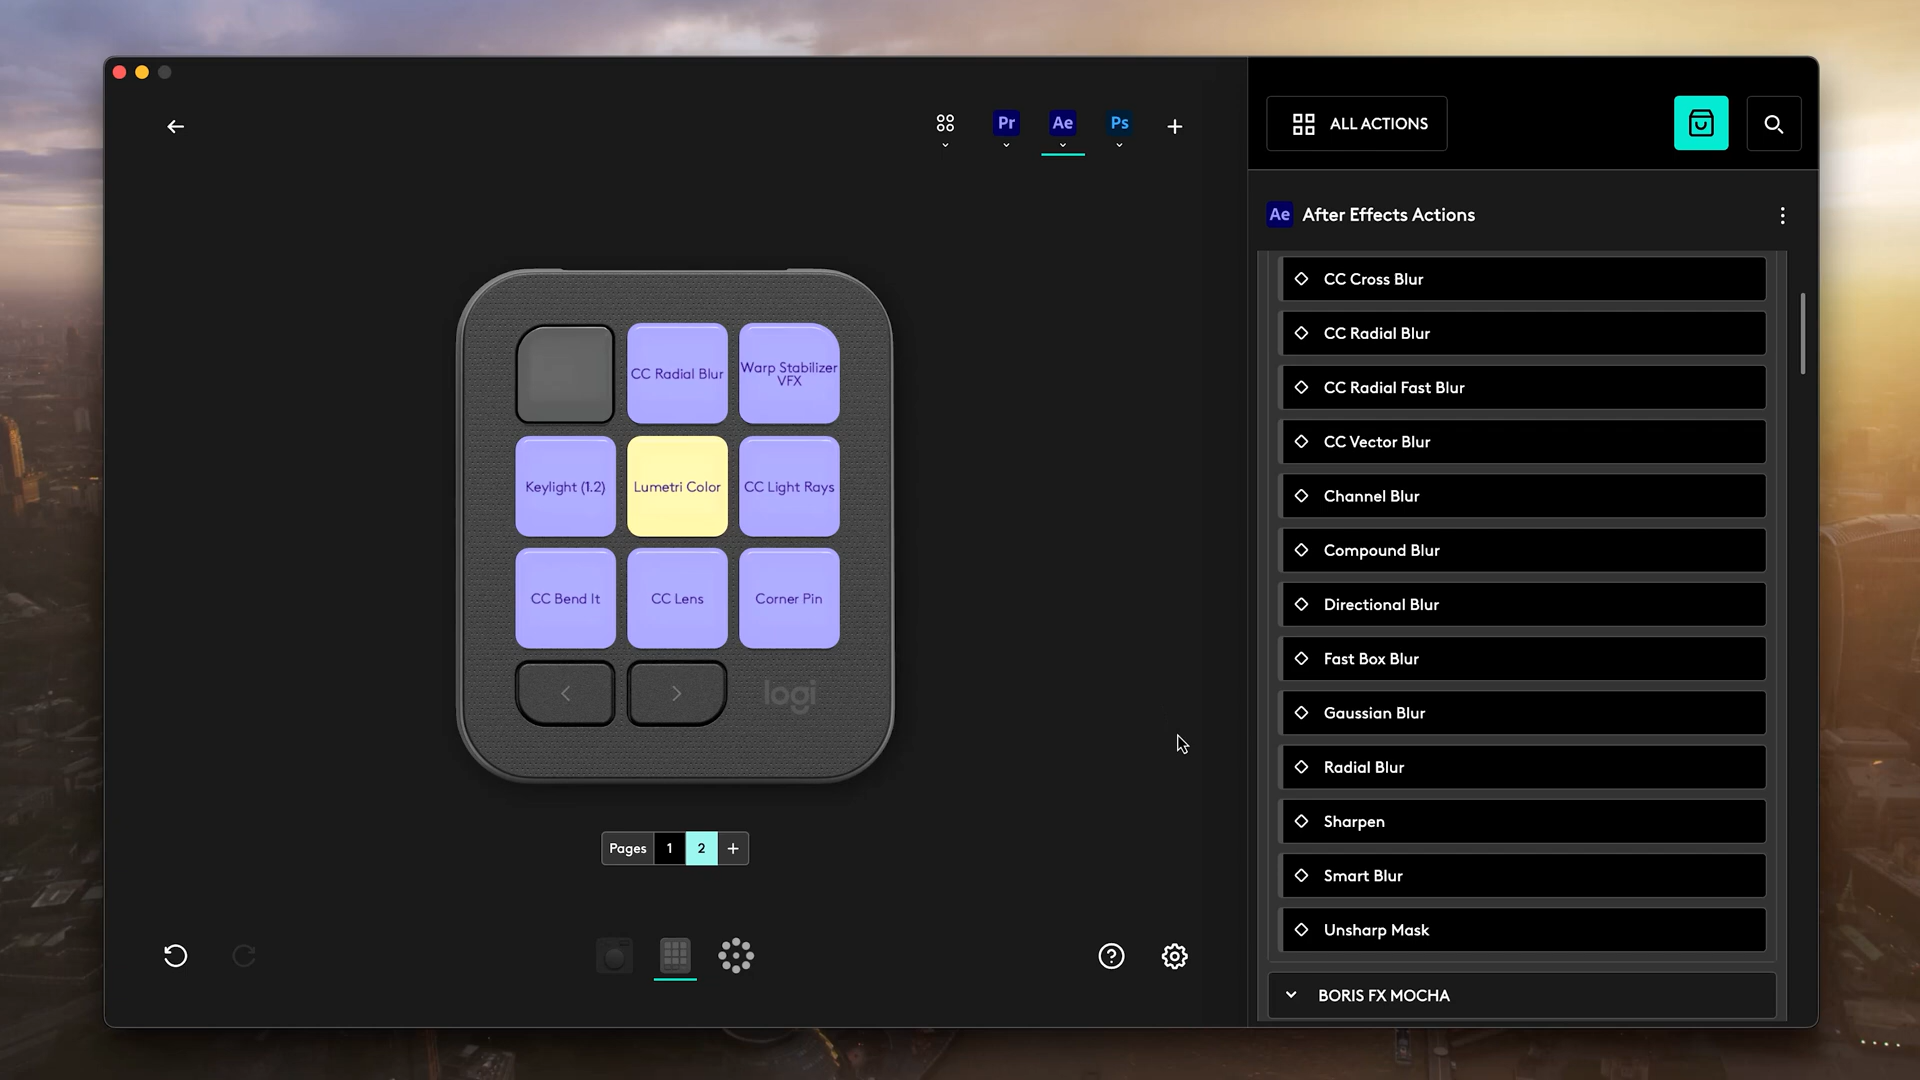 Pr
Ae
Ps
ALL ACTIONS
Ae After Effects Actions
CC Radial Blur
Warp Stabilizer
VFX
Keylight (1.2)
Lumetri Color
CC Light Rays
CC Bend It
CC Lens
Corner Pin
logi
Pages 1 2 +
CC Cross Blur
CC Radial Blur
CC Radial Fast Blur
CC Vector Blur
Channel Blur
Compound Blur
Directional Blur
Fast Box Blur
Gaussian Blur
Radial Blur
Sharpen
Smart Blur
Unsharp Mask
BORIS FX MOCHA